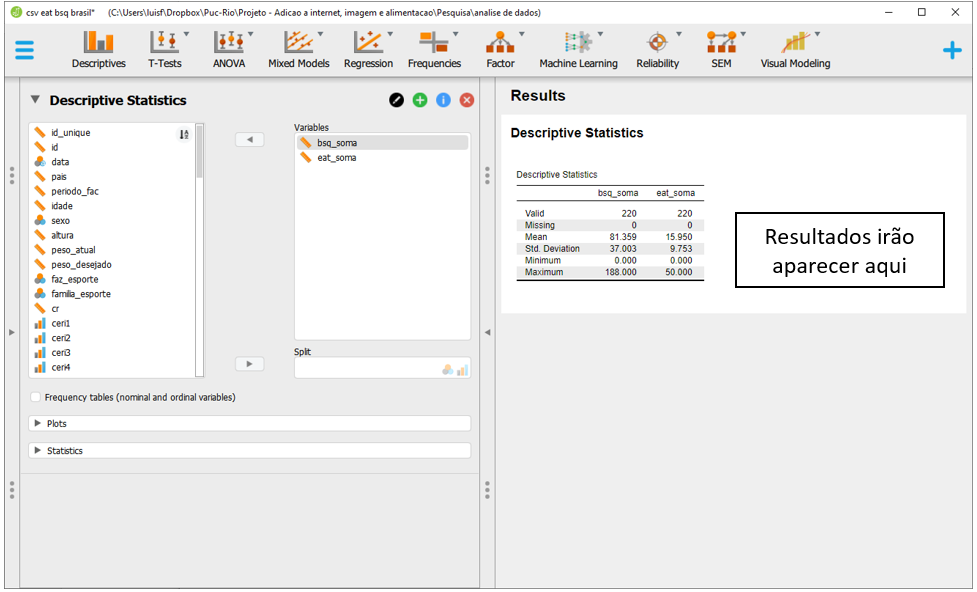 csv eat bsq brasil* (C:\Users\luisf\Dropbox\Puc-Rio\Projeto - Adicao a internet, imagem e alimentacao\Pesquisa\analise de dados)
Descriptives T-Tests ANOVA Mixed Models Regression Frequencies Factor Machine Learning Reliability SEM Visual Modeling
Descriptive Statistics
id_unique
id
data
pais
periodo_fac
idade
sexo
altura
peso_atual
peso_desejado
faz_esporte
familia_esporte
cr
ceri1
ceri2
ceri3
ceri4
Variables
bsq_soma
eat_soma
Split
Frequency tables (nominal and ordinal variables)
Plots
Statistics
Results
Descriptive Statistics
Descriptive Statistics
bsq_soma eat_soma
Valid 220 220
Missing 0 0
Mean 81.359 15.950
Std. Deviation 37.003 9.753
Minimum 0.000 0.000
Maximum 188.000 50.000
Resultados irão
aparecer aqui